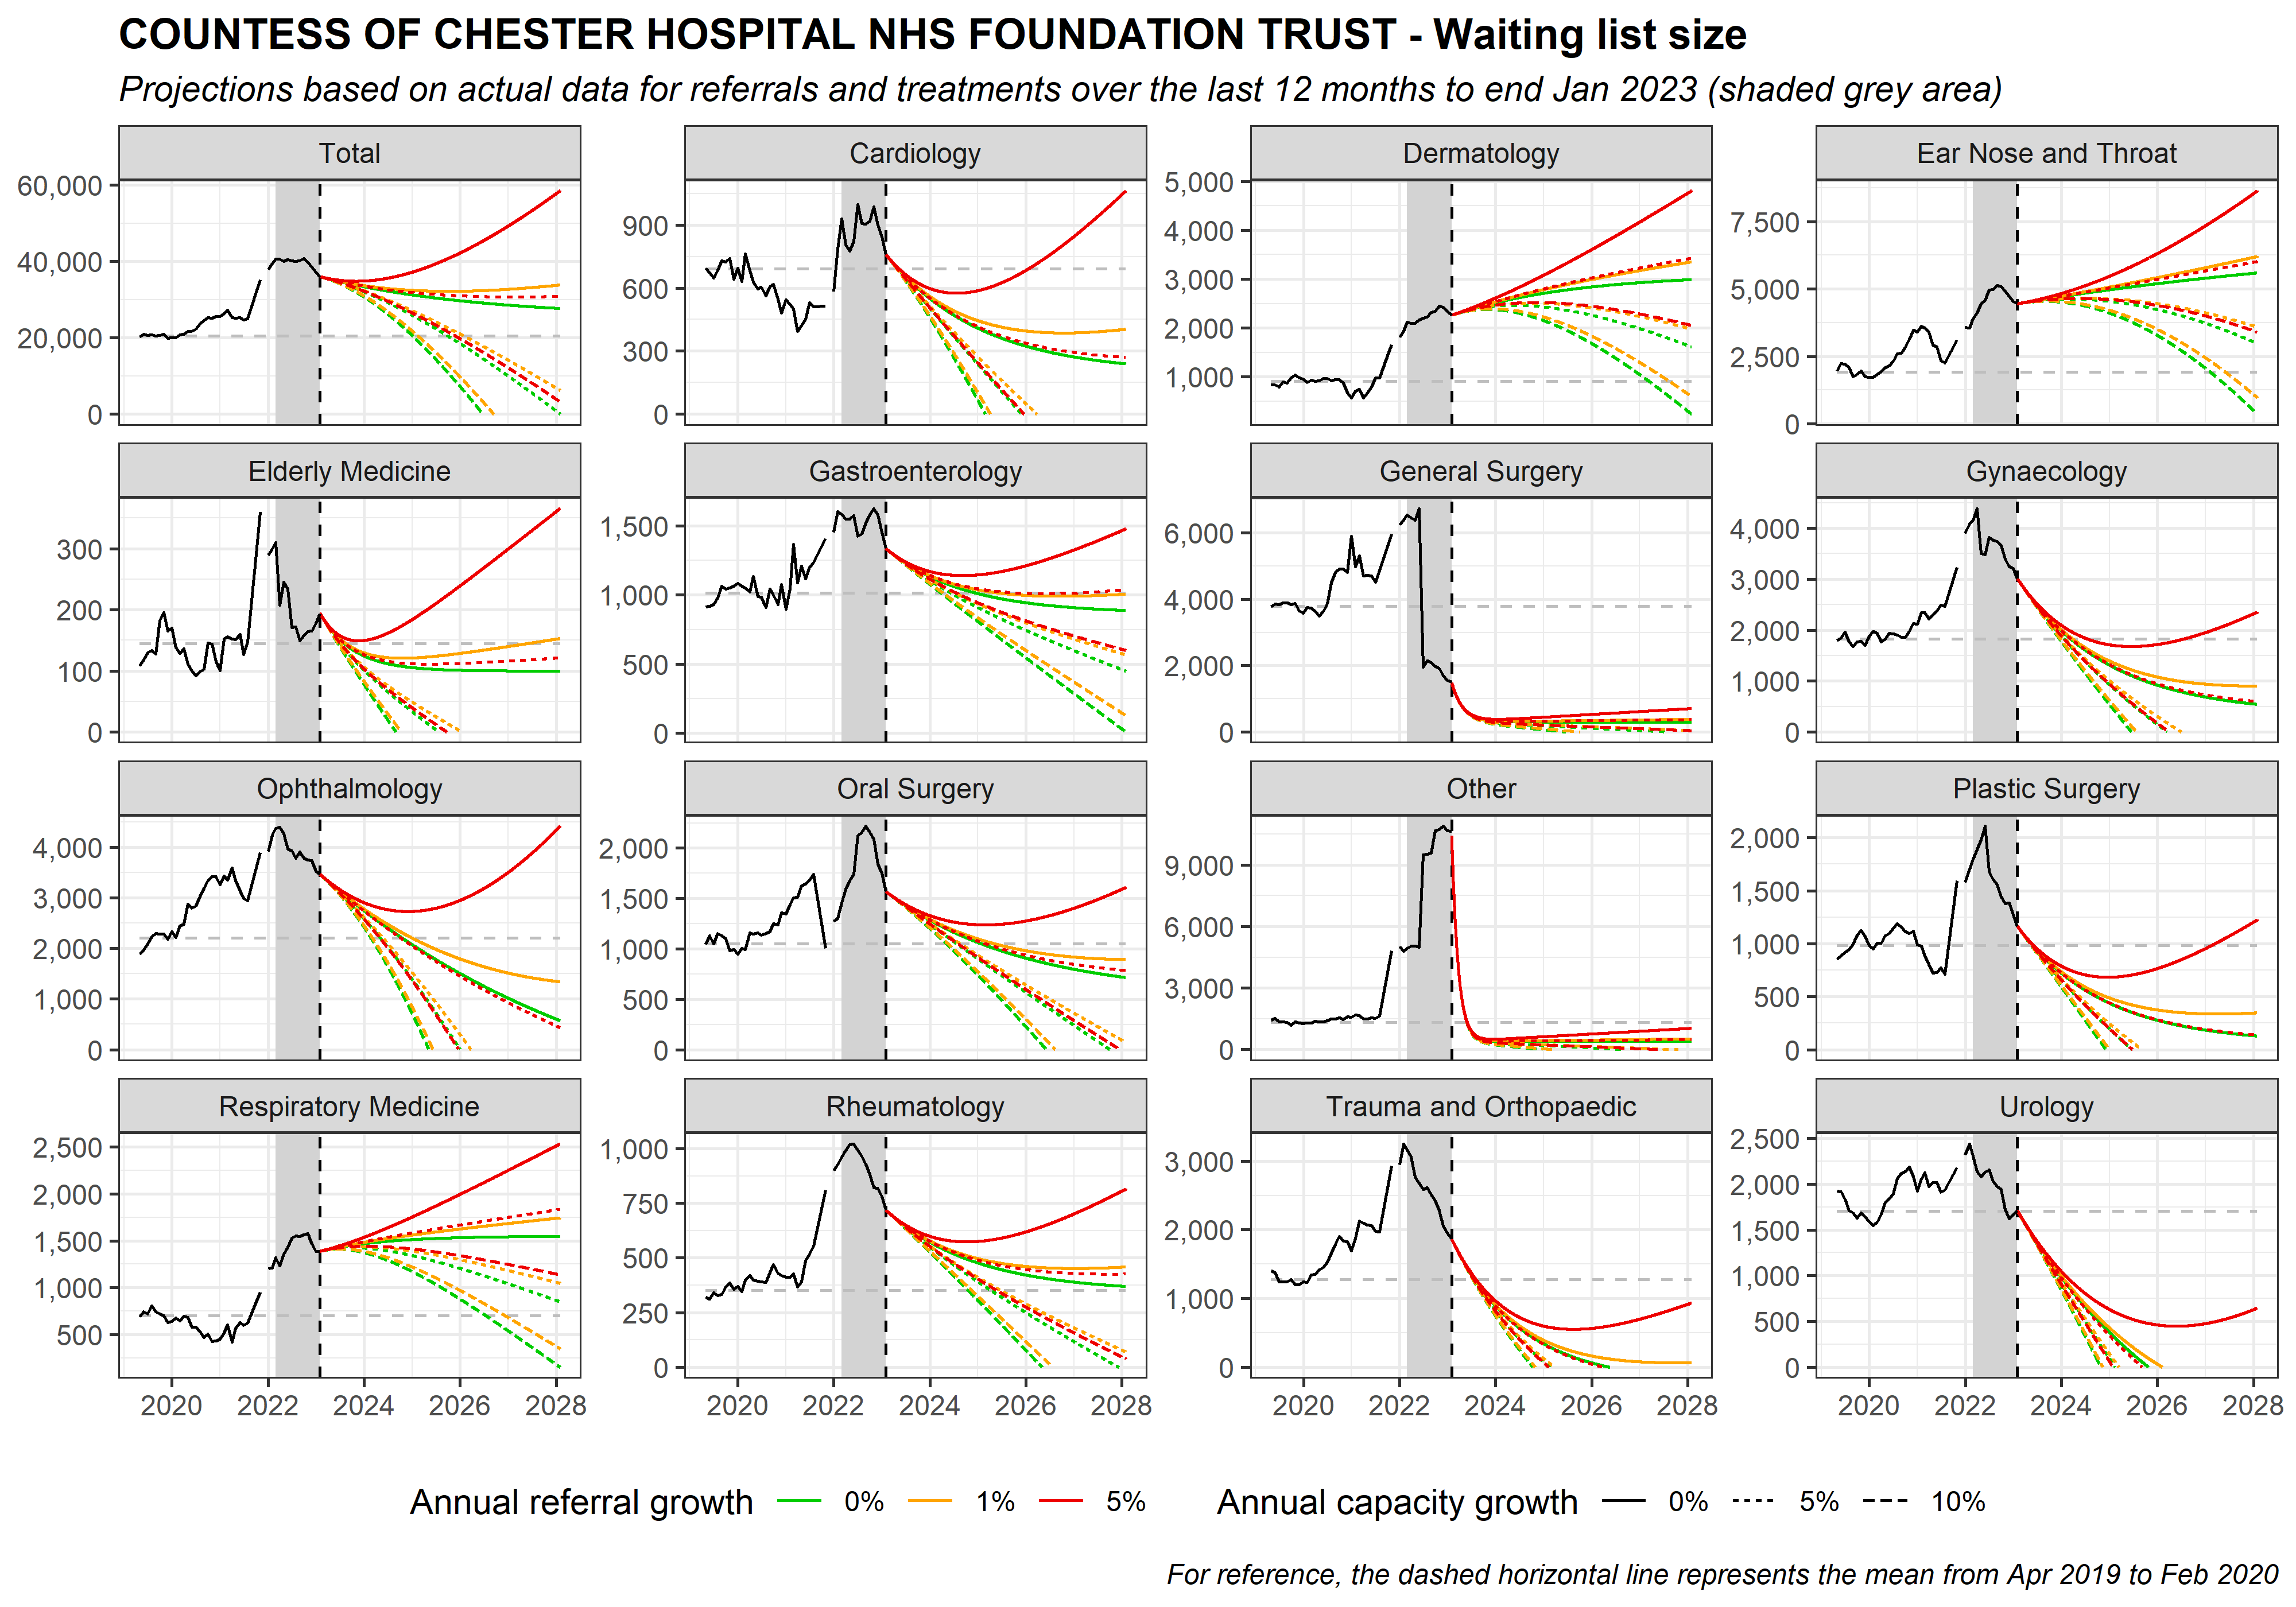 COUNTESS OF CHESTER HOSPITAL NHS FOUNDATION TRUST - Waiting list size
Projections based on actual data for referrals and treatments over the last 12 months to end Jan 2023 (shaded grey area)
Total
Cardiology
Dermatology
Ear Nose and Throat
60,000
40,000
20,000
0
900
600
300
0
5,000
4,000
3,000
2,000
1,000
7,500
5,000
2,500
0
Elderly Medicine
Gastroenterology
General Surgery
Gynaecology
300
200
100
0
1,500
1,000
500
0
6,000
4,000
2,000
0
4,000
3,000
2,000
1,000
0
Ophthalmology
Oral Surgery
Other
Plastic Surgery
4,000
3,000
2,000
1,000
0
2,000
1,500
1,000
500
0
9,000
6,000
3,000
0
2,000
1,500
1,000
500
0
Respiratory Medicine
Rheumatology
Trauma and Orthopaedic
Urology
2,500
2,000
1,500
1,000
500
1,000
750
500
250
0
3,000
2,000
1,000
0
2,500
2,000
1,500
1,000
500
0
2020 2022 2024 2026 2028
2020 2022 2024 2026 2028
2020 2022 2024 2026 2028
2020 2022 2024 2026 2028
Annual referral growth 0% 1% 5%
Annual capacity growth 0% 5% 10%
For reference, the dashed horizontal line represents the mean from Apr 2019 to Feb 2020